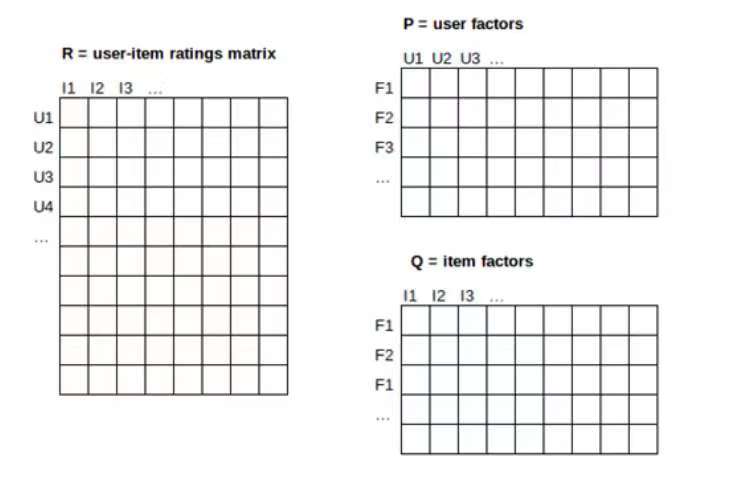 R = user-item ratings matrix
I1 I2 I3 ...
U1
U2
U3
U4
...
P = user factors
U1 U2 U3 ...
F1
F2
F3
...
Q = item factors
I1 I2 I3 ...
F1
F2
F1
...